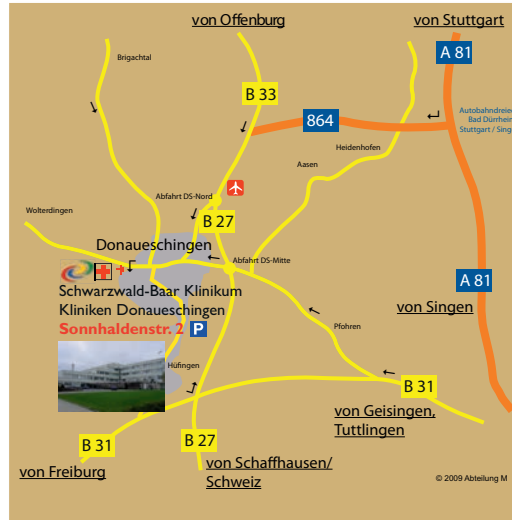 von Offenburg
von Stuttgart
A 81
Brigachtal
B 33
864
Autobahndreieck
Bad Dürrheim
Stuttgart / Sing
Heidenhofen
Aasen
Abfahrt DS-Nord
Wolterdingen
B 27
Donaueschingen
Abfahrt DS-Mitte
A 81
Schwarzwald-Baar Klinikum
Kliniken Donaueschingen
Sonnhaldenstr. 2 P
von Singen
Pfohren
Hüfingen
B 31
von Geisingen,
Tuttlingen
B 31
B 27
von Freiburg
von Schaffhausen/
Schweiz
© 2009 Abteilung M